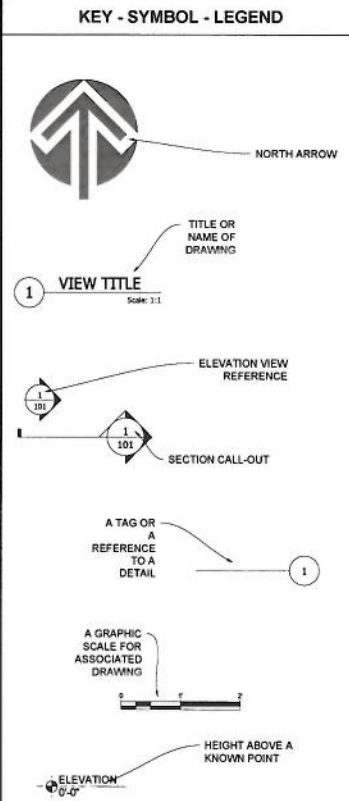 KEY - SYMBOL - LEGEND
NORTH ARROW
TITLE OR
NAME OF
DRAWING
1
VIEW TITLE
Scale: 1:1
ELEVATION VIEW
REFERENCE
1
101
1
101
SECTION CALL-OUT
A TAG OR
A
REFERENCE
TO A
DETAIL
1
A GRAPHIC
SCALE FOR
ASSOCIATED
DRAWING
0 1' 2'
HEIGHT ABOVE A
KNOWN POINT
ELEVATION
0'-0"